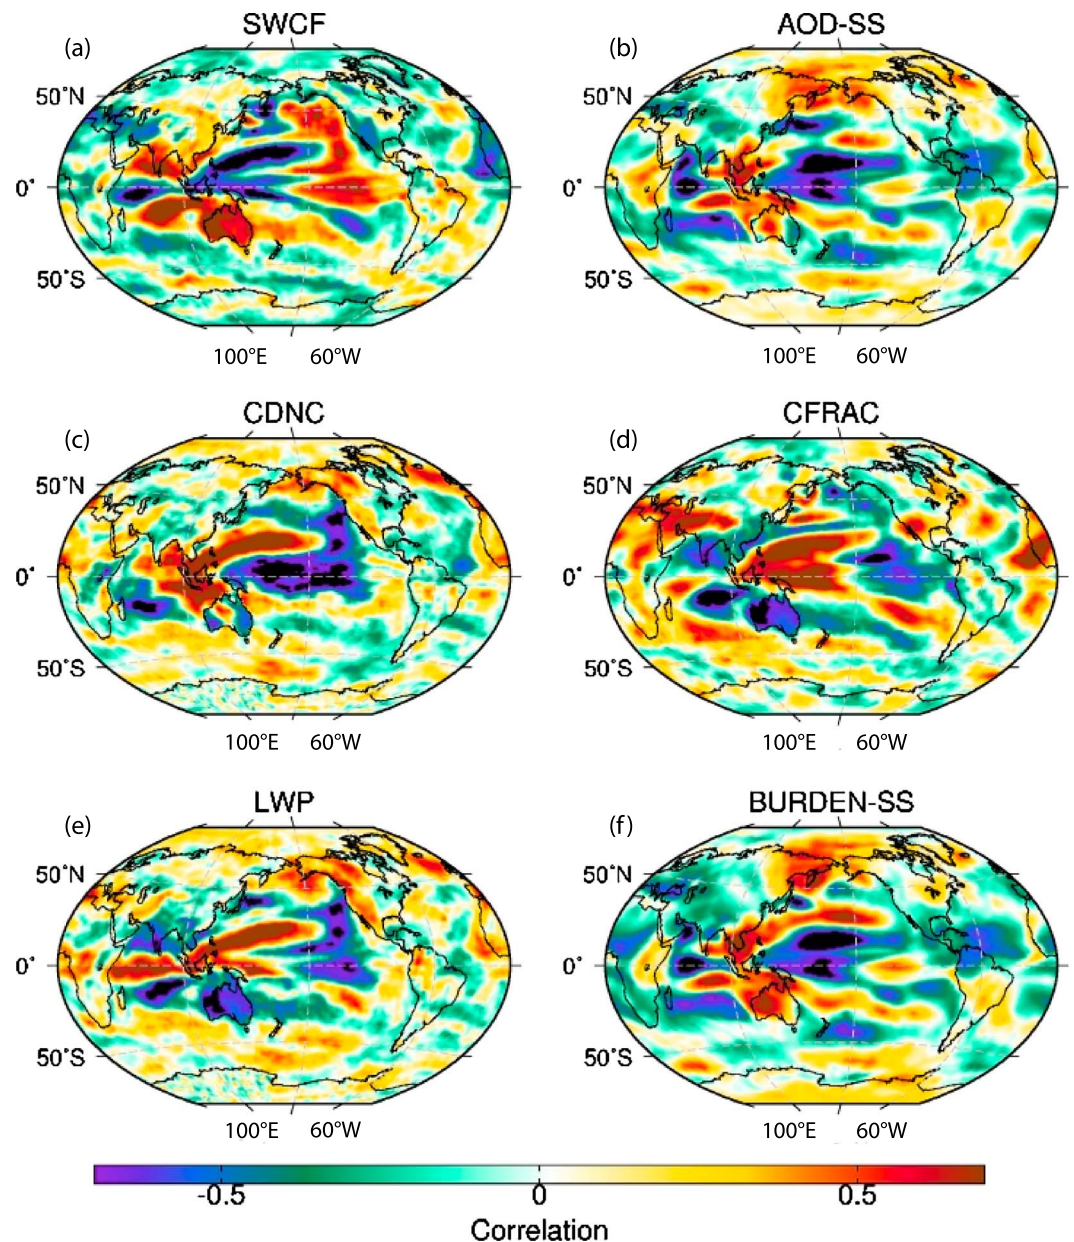 SWCF
AOD-SS
(a)
(b)
50˚N
50˚N
0˚
0˚
50˚S
50˚S
100°E
60°W
100°E
60°W
CDNC
CFRAC
(c)
(d)
50˚N
50˚N
0˚
0˚
50˚S
50˚S
100°E
60°W
100°E
60°W
LWP
BURDEN-SS
(e)
(f)
50˚N
50˚N
0˚
0˚
50˚S
50˚S
100°E
60°W
100°E
60°W
-0.5
0
0.5
Correlation